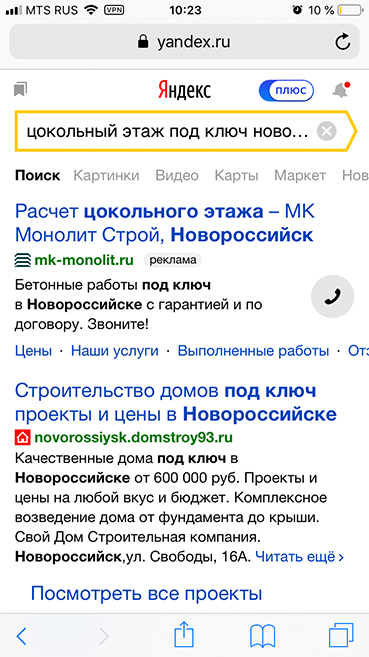 MTS RUS VPN 10:23 10 %
yandex.ru
Яндекс плюс
цокольный этаж под ключ ново...
Поиск Картинки Видео Карты Маркет Нов
Расчет цокольного этажа – МК
Монолит Строй, Новороссийск
mk-monolit.ru реклама
Бетонные работы под ключ
в Новороссийске с гарантией и по
договору. Звоните!
Цены · Наши услуги · Выполненные работы · Отз
Строительство домов под ключ
проекты и цены в Новороссийске
novorossiysk.domstroy93.ru
Качественные дома под ключ в
Новороссийске от 600 000 руб. Проекты и
цены на любой вкус и бюджет. Комплексное
возведение дома от фундамента до крыши.
Свой Дом Строительная компания.
Новороссийск,ул. Свободы, 16А. Читать ещё ›
Посмотреть все проекты